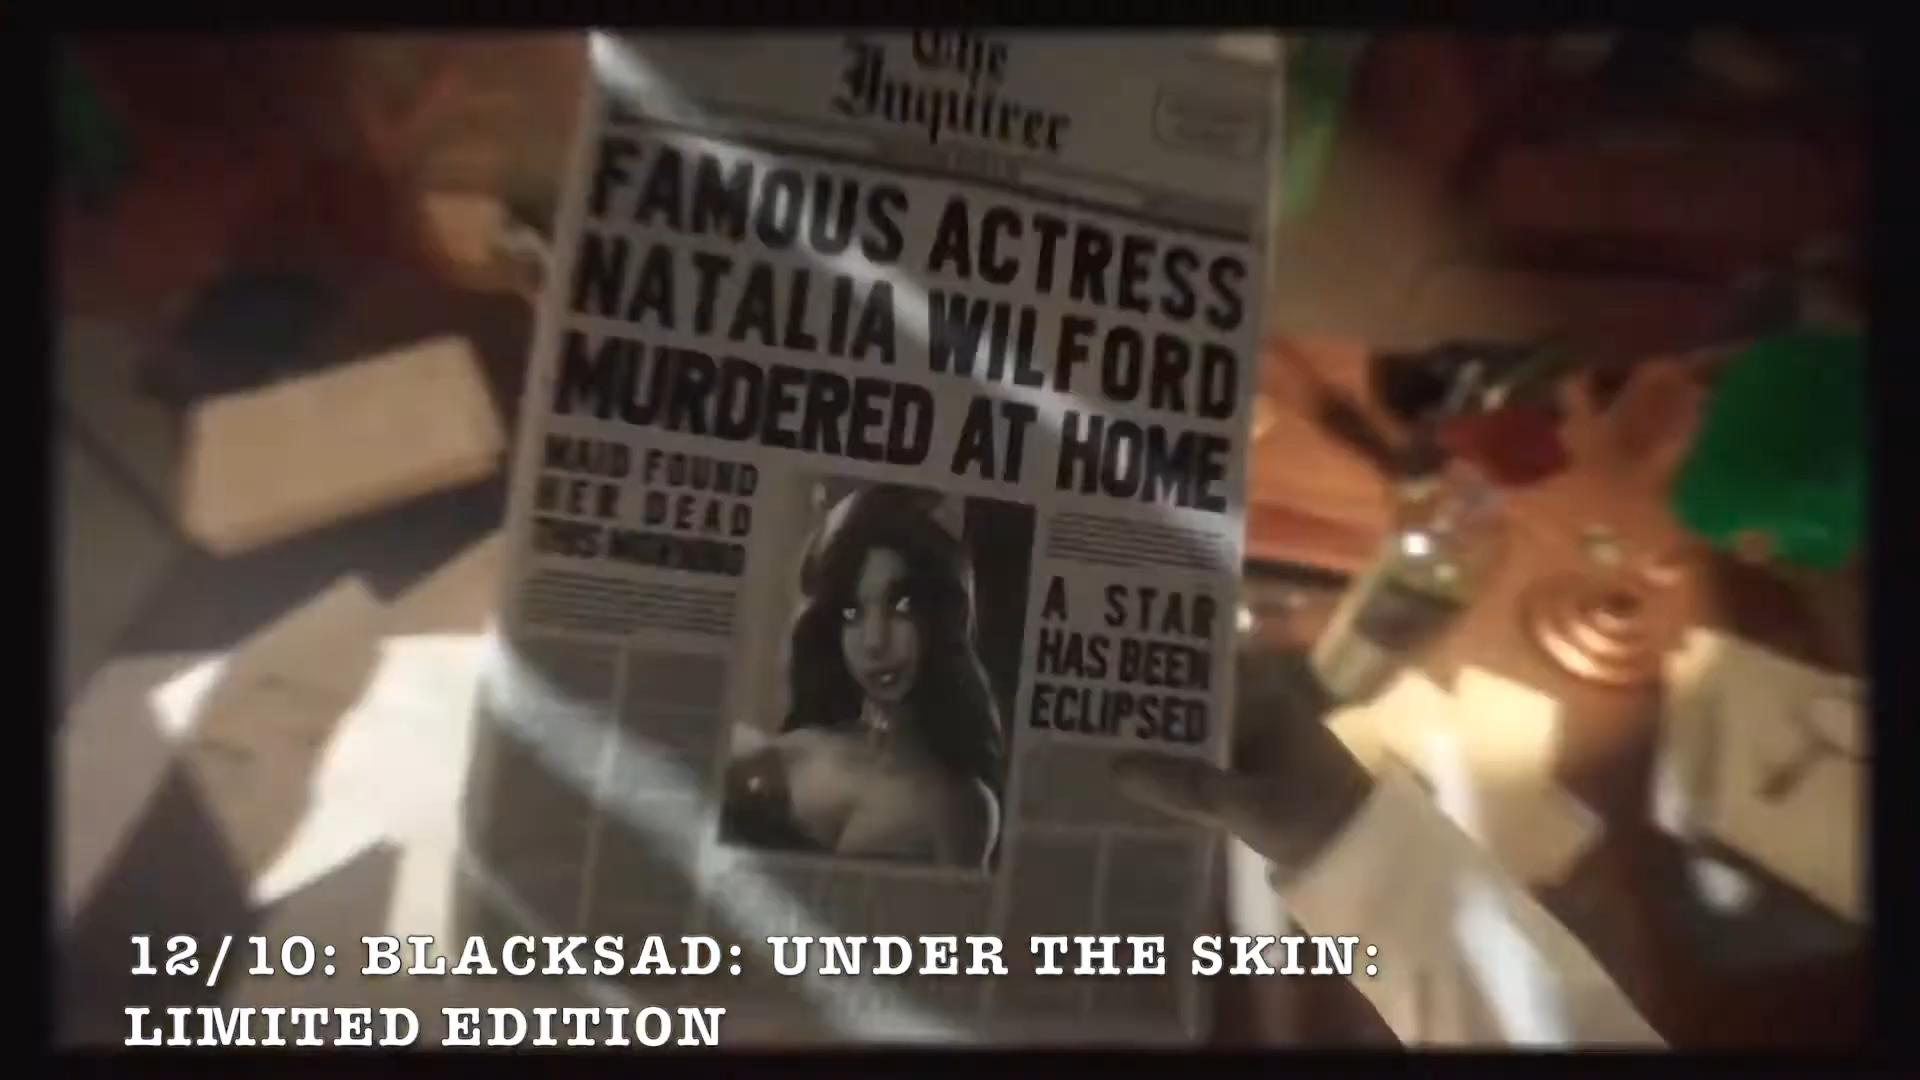 The
Inquirer
FAMOUS ACTRESS
NATALIA WILFORD
MURDERED AT HOME
MAID FOUND
HER DEAD
THIS MORNING
A STAR
HAS BEEN
ECLIPSED
12/10: BLACKSAD: UNDER THE SKIN:
LIMITED EDITION